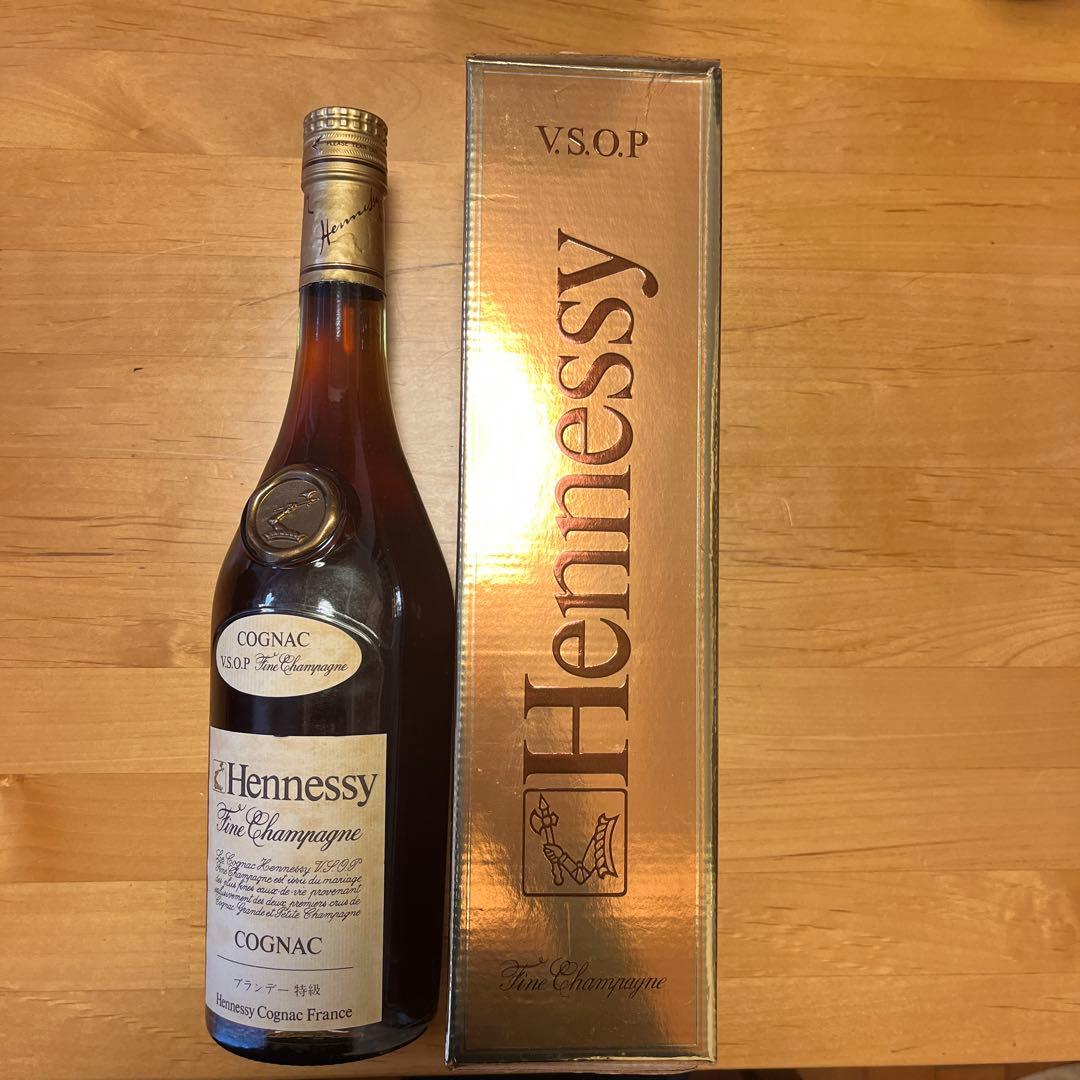 PLEASE TEAR
Hennessy
COGNAC
V.S.O.P Fine Champagne
Hennessy
Fine Champagne
Le Cognac Hennessy V.S.O.P
Fine Champagne est issu du mariage
des plus fines eaux-de-vie provenant
exclusivement des deux premiers crus de
Cognac Grande et Petite Champagne
COGNAC
ブランデー 特級
Hennessy Cognac France
V.S.O.P
Hennessy
Fine Champagne